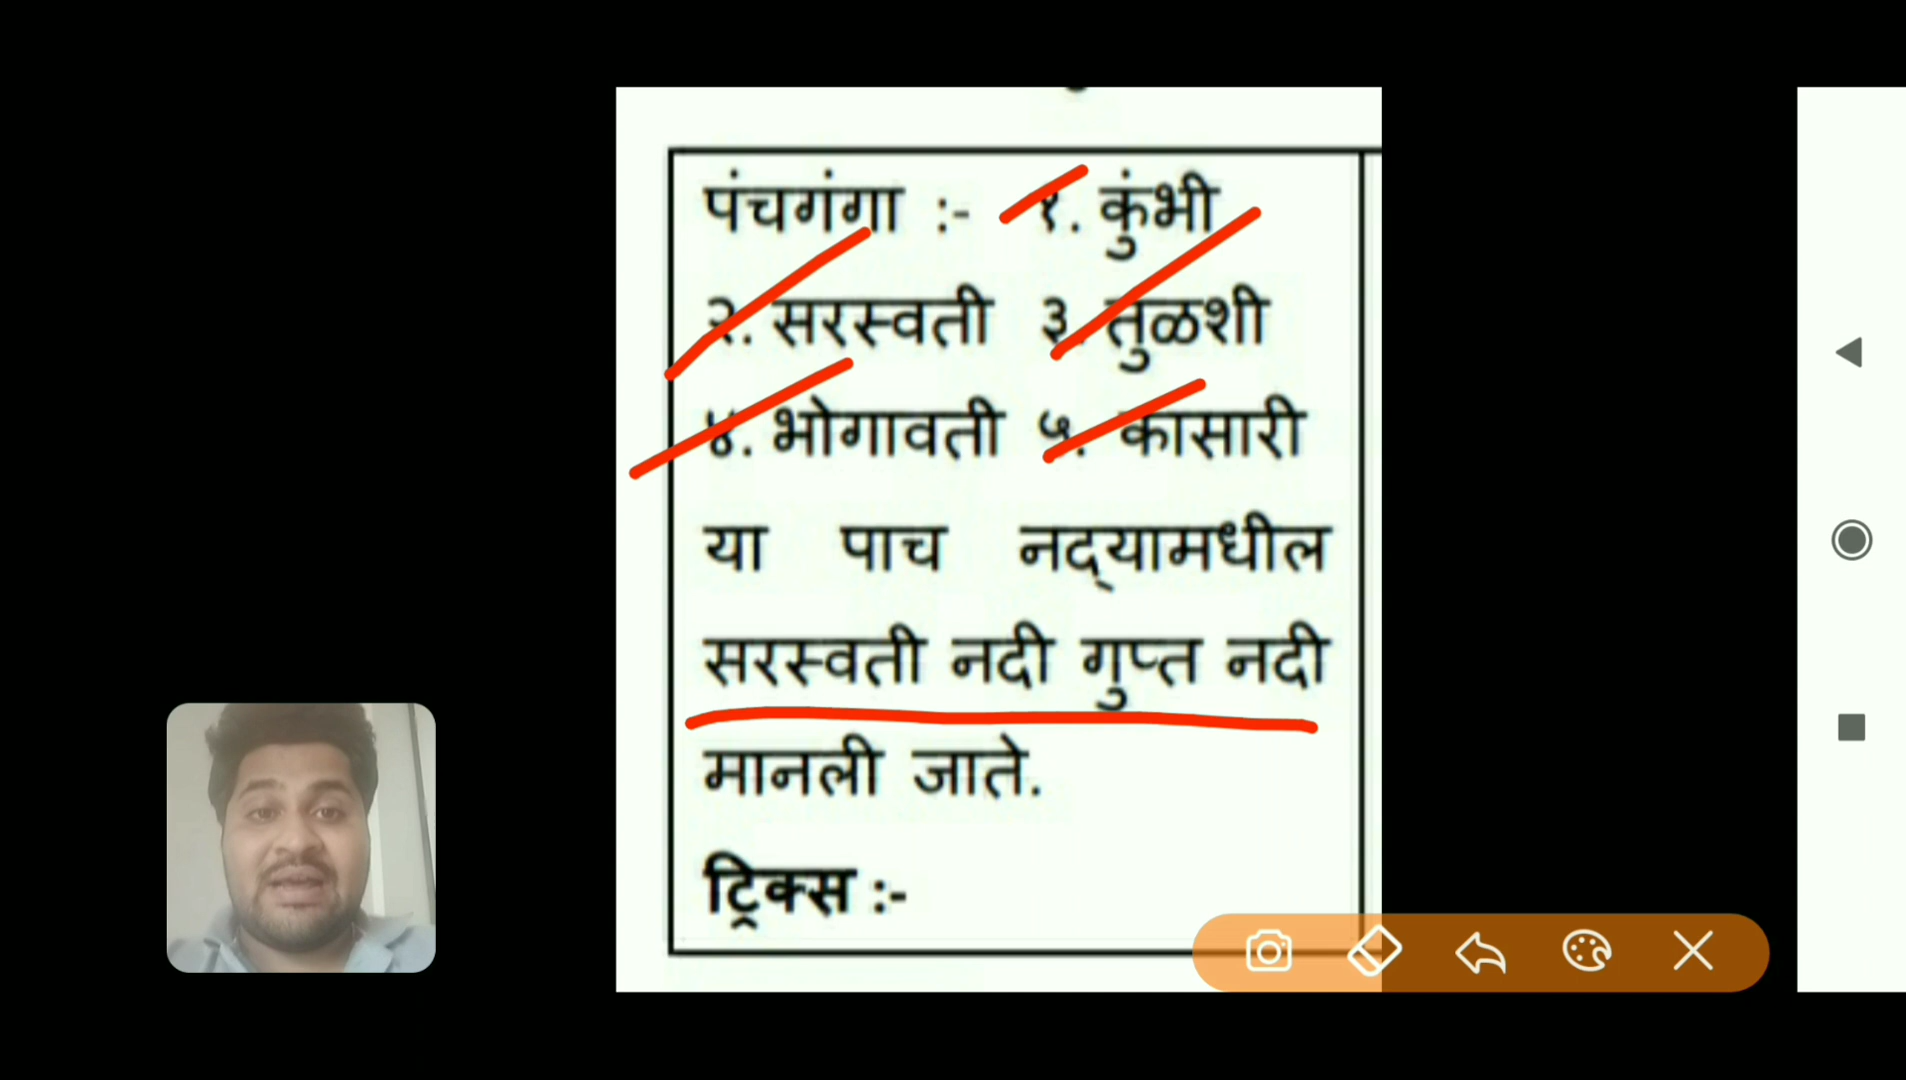 पंचगंगा :- १. कुंभी
२. सरस्वती ३. तुळशी
४. भोगावती ५. कासारी
या पाच नद्‌यामधील
सरस्वती नदी गुप्त नदी
मानली जाते.
ट्रिक्स :-